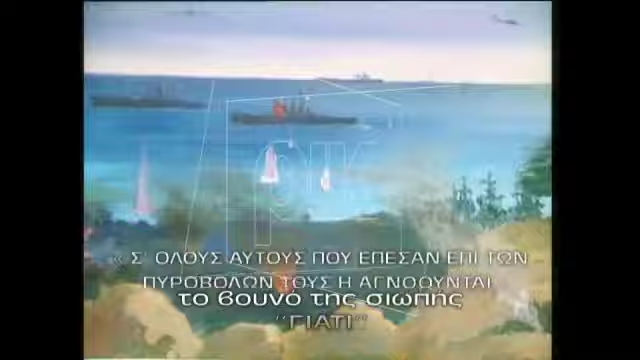 « Σ' ΟΛΟΥΣ ΑΥΤΟΥΣ ΠΟΥ ΕΠΕΣΑΝ ΕΠΙ ΤΩΝ
ΠΥΡΟΒΟΛΩΝ ΤΟΥΣ Η ΑΓΝΟΟΥΝΤΑΙ
το βουνό της σιωπής
"ΓΙΑΤΙ"